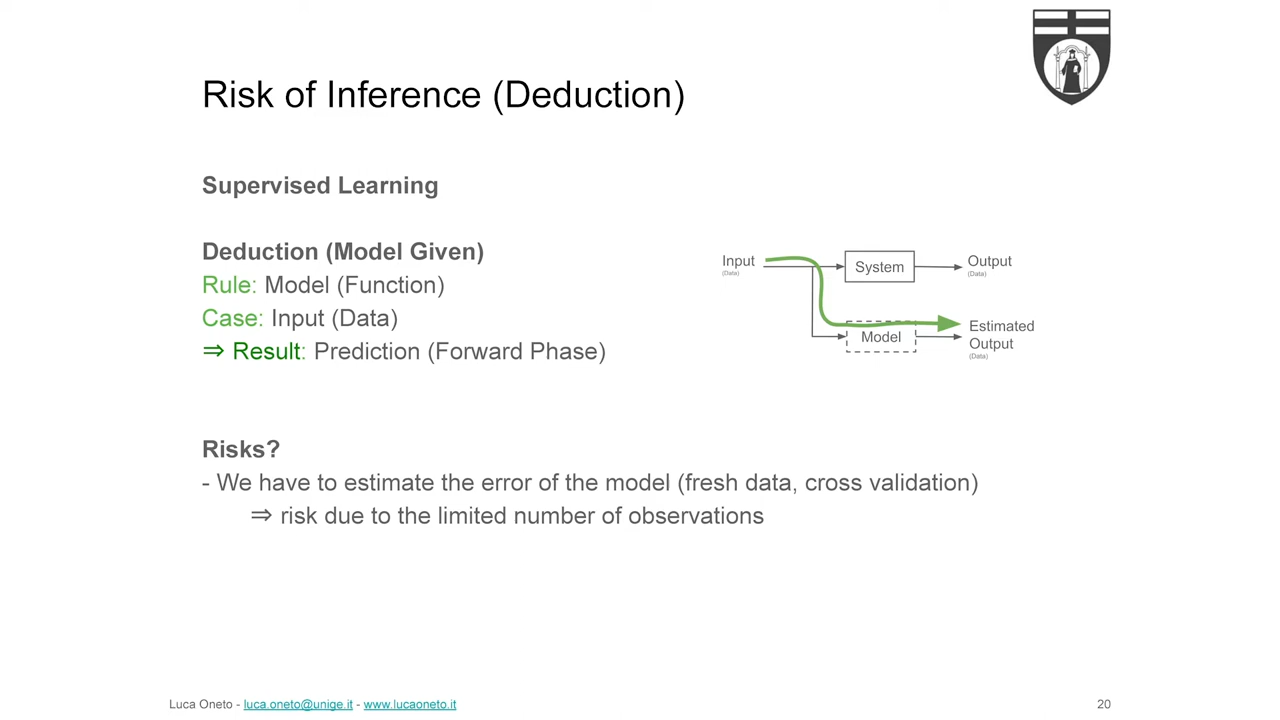 Risk of Inference (Deduction)
Supervised Learning
Deduction (Model Given)
Rule: Model (Function)
Case: Input (Data)
⇒ Result: Prediction (Forward Phase)
Input
(Data)
System
Output
(Data)
Model
Estimated
Output
(Data)
Risks?
- We have to estimate the error of the model (fresh data, cross validation)
⇒ risk due to the limited number of observations
Luca Oneto - luca.oneto@unige.it - www.lucaoneto.it
20